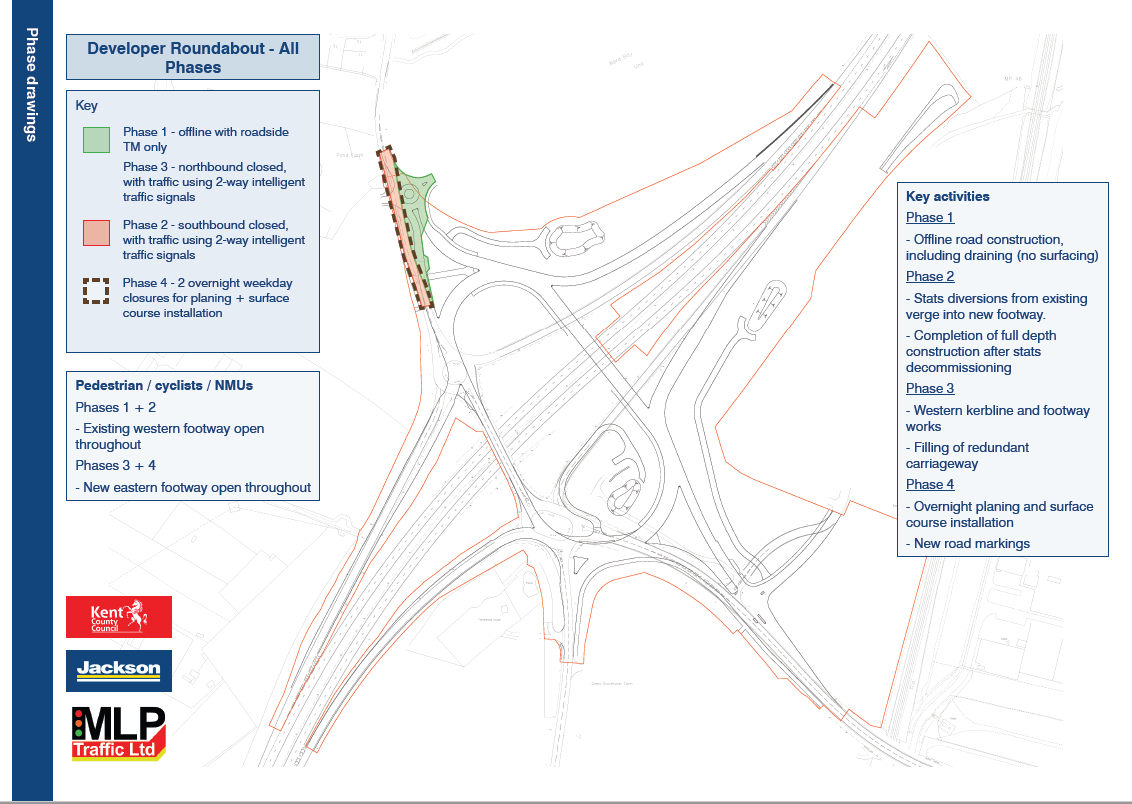 Phase drawings
Developer Roundabout - All
Phases
Key
Phase 1 - offline with roadside
TM only
Phase 3 - northbound closed,
with traffic using 2-way intelligent
traffic signals
Phase 2 - southbound closed,
with traffic using 2-way intelligent
traffic signals
Phase 4 - 2 overnight weekday
closures for planing + surface
course installation
Pedestrian / cyclists / NMUs
Phases 1 + 2
- Existing western footway open
throughout
Phases 3 + 4
- New eastern footway open throughout
Kent
County
Council
Jackson
MLP
Traffic Ltd
Key activities
Phase 1
- Offline road construction,
including draining (no surfacing)
Phase 2
- Stats diversions from existing
verge into new footway.
- Completion of full depth
construction after stats
decommissioning
Phase 3
- Western kerbline and footway
works
- Filling of redundant
carriageway
Phase 4
- Overnight planing and surface
course installation
- New road markings